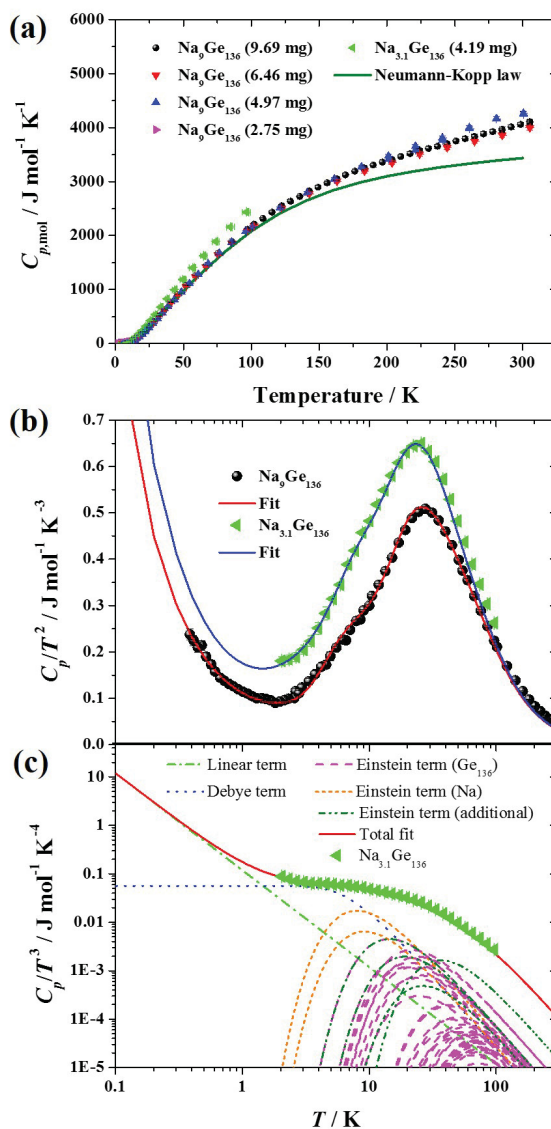 (a)
6000
5000
4000
3000
2000
1000
0
C_{p,mol} / J mol⁻¹ K⁻¹
Na₉Ge₁₃₆ (9.69 mg)
Na₉Ge₁₃₆ (6.46 mg)
Na₉Ge₁₃₆ (4.97 mg)
Na₉Ge₁₃₆ (2.75 mg)
Na₃.₁Ge₁₃₆ (4.19 mg)
Neumann-Kopp law
0 50 100 150 200 250 300
Temperature / K
(b)
0.7
0.6
0.5
0.4
0.3
0.2
0.1
0.0
C_p/T² / J mol⁻¹ K⁻³
Na₉Ge₁₃₆
Fit
Na₃.₁Ge₁₃₆
Fit
(c)
10
1
0.1
0.01
1E-3
1E-4
1E-5
C_p/T³ / J mol⁻¹ K⁻⁴
Linear term
Debye term
Einstein term (Ge₁₃₆)
Einstein term (Na)
Einstein term (additional)
Total fit
Na₃.₁Ge₁₃₆
0.1 1 10 100
T / K